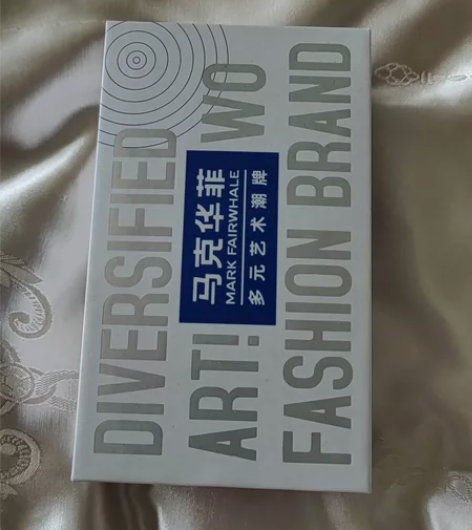 DIVERSIFIED
ART! WO
FASHION BRAND
马克华菲
MARK FAIRWHALE
多元艺术潮牌